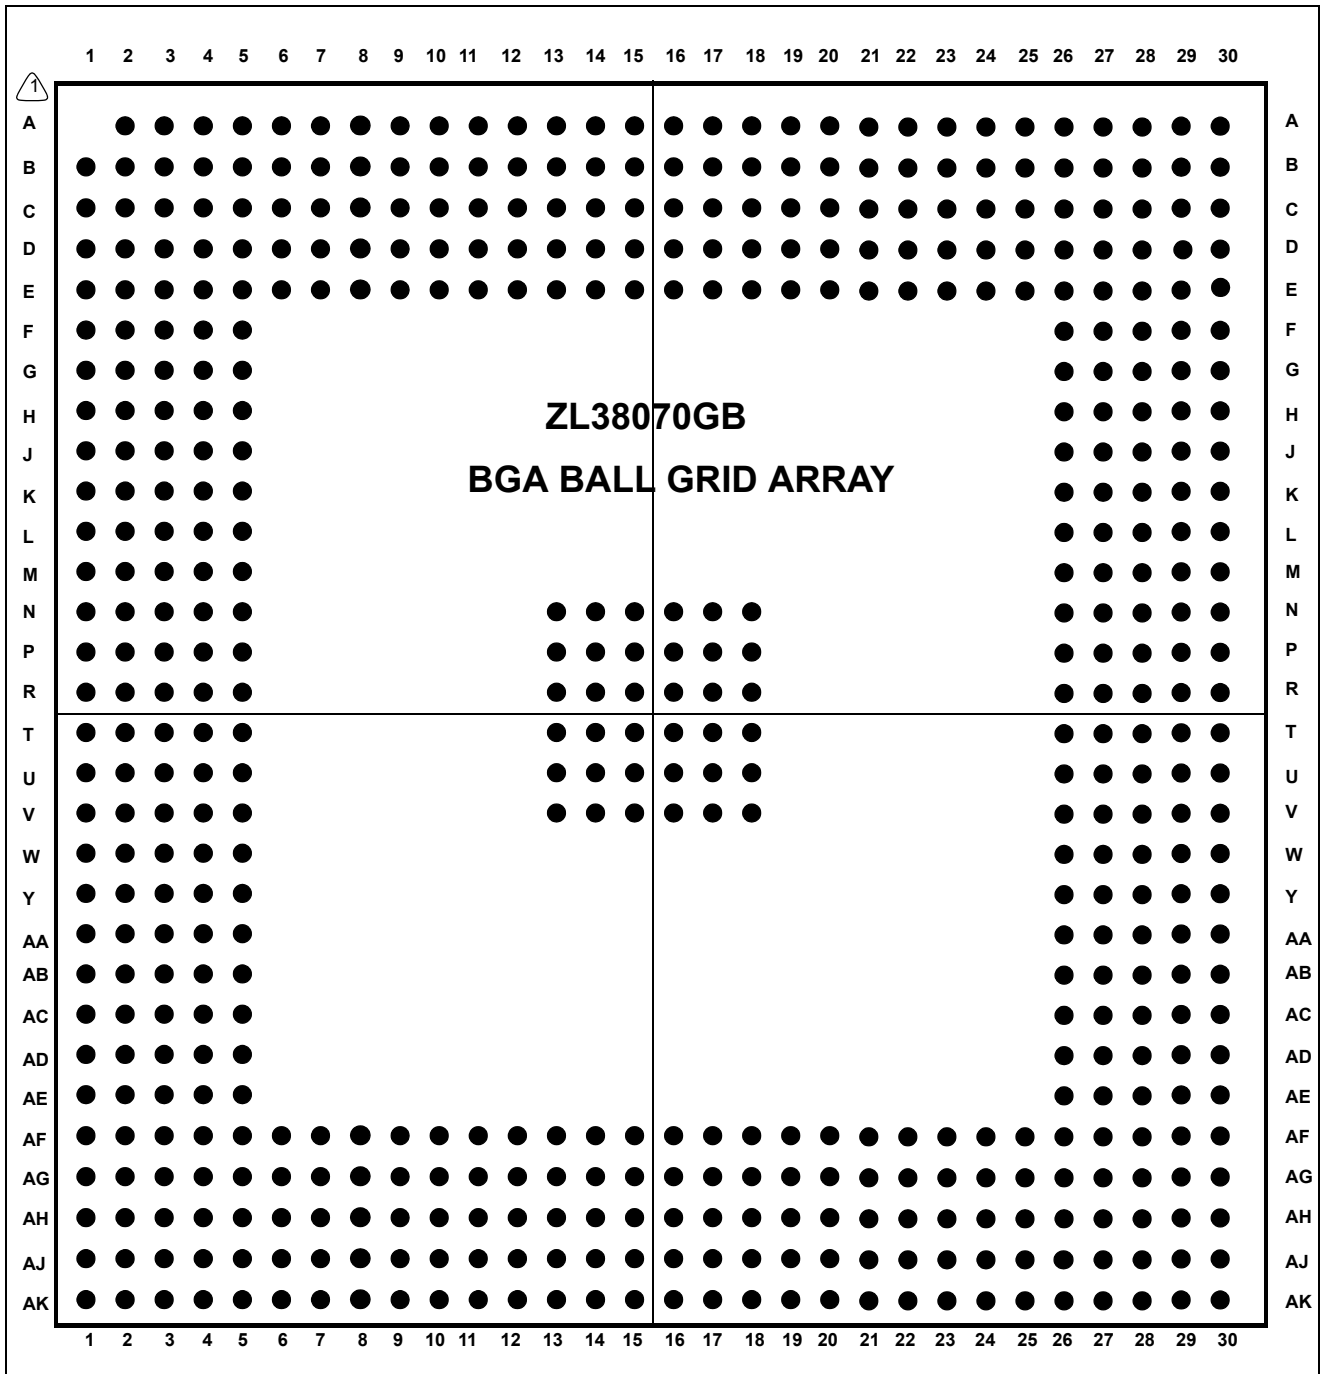 1 2 3 4 5 6 7 8 9 10 11 12 13 14 15 16 17 18 19 20 21 22 23 24 25 26 27 28 29 30
1
A A
B B
C C
D D
E E
F F
G G
H ZL38070GB H
J J
K BGA BALL GRID ARRAY K
L L
M M
N N
P P
R R
T T
U U
V V
W W
Y Y
AA AA
AB AB
AC AC
AD AD
AE AE
AF AF
AG AG
AH AH
AJ AJ
AK AK
1 2 3 4 5 6 7 8 9 10 11 12 13 14 15 16 17 18 19 20 21 22 23 24 25 26 27 28 29 30